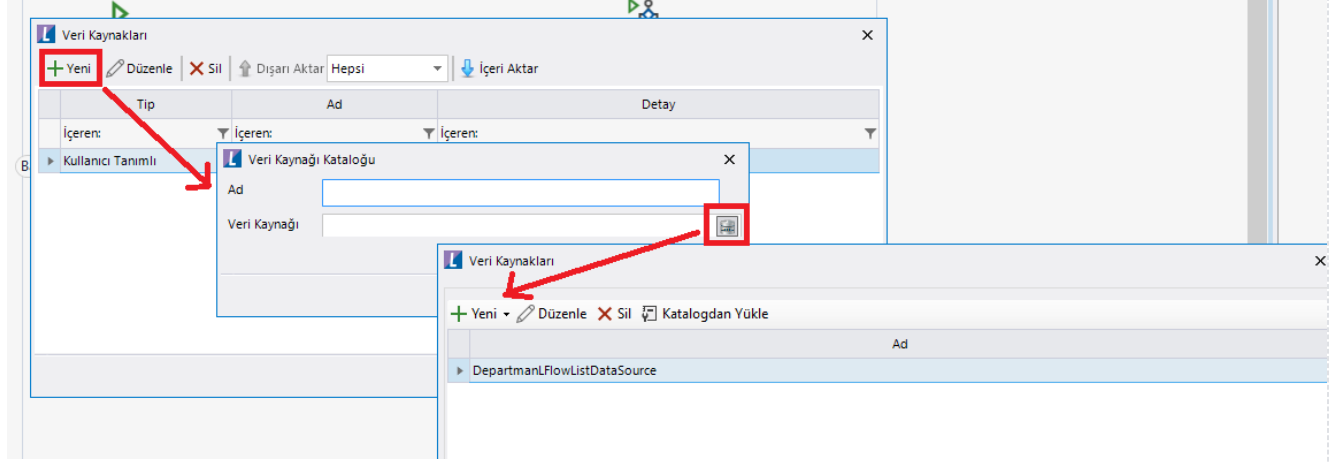 Veri Kaynakları
Yeni Düzenle Sil Dışarı Aktar Hepsi İçeri Aktar
Tip Ad Detay
İçeren: İçeren: İçeren:
B
Kullanıcı Tanımlı
Veri Kaynağı Kataloğu
Ad
Veri Kaynağı
Veri Kaynakları
Yeni Düzenle Sil Katalogdan Yükle
Ad
DepartmanLFlowListDataSource